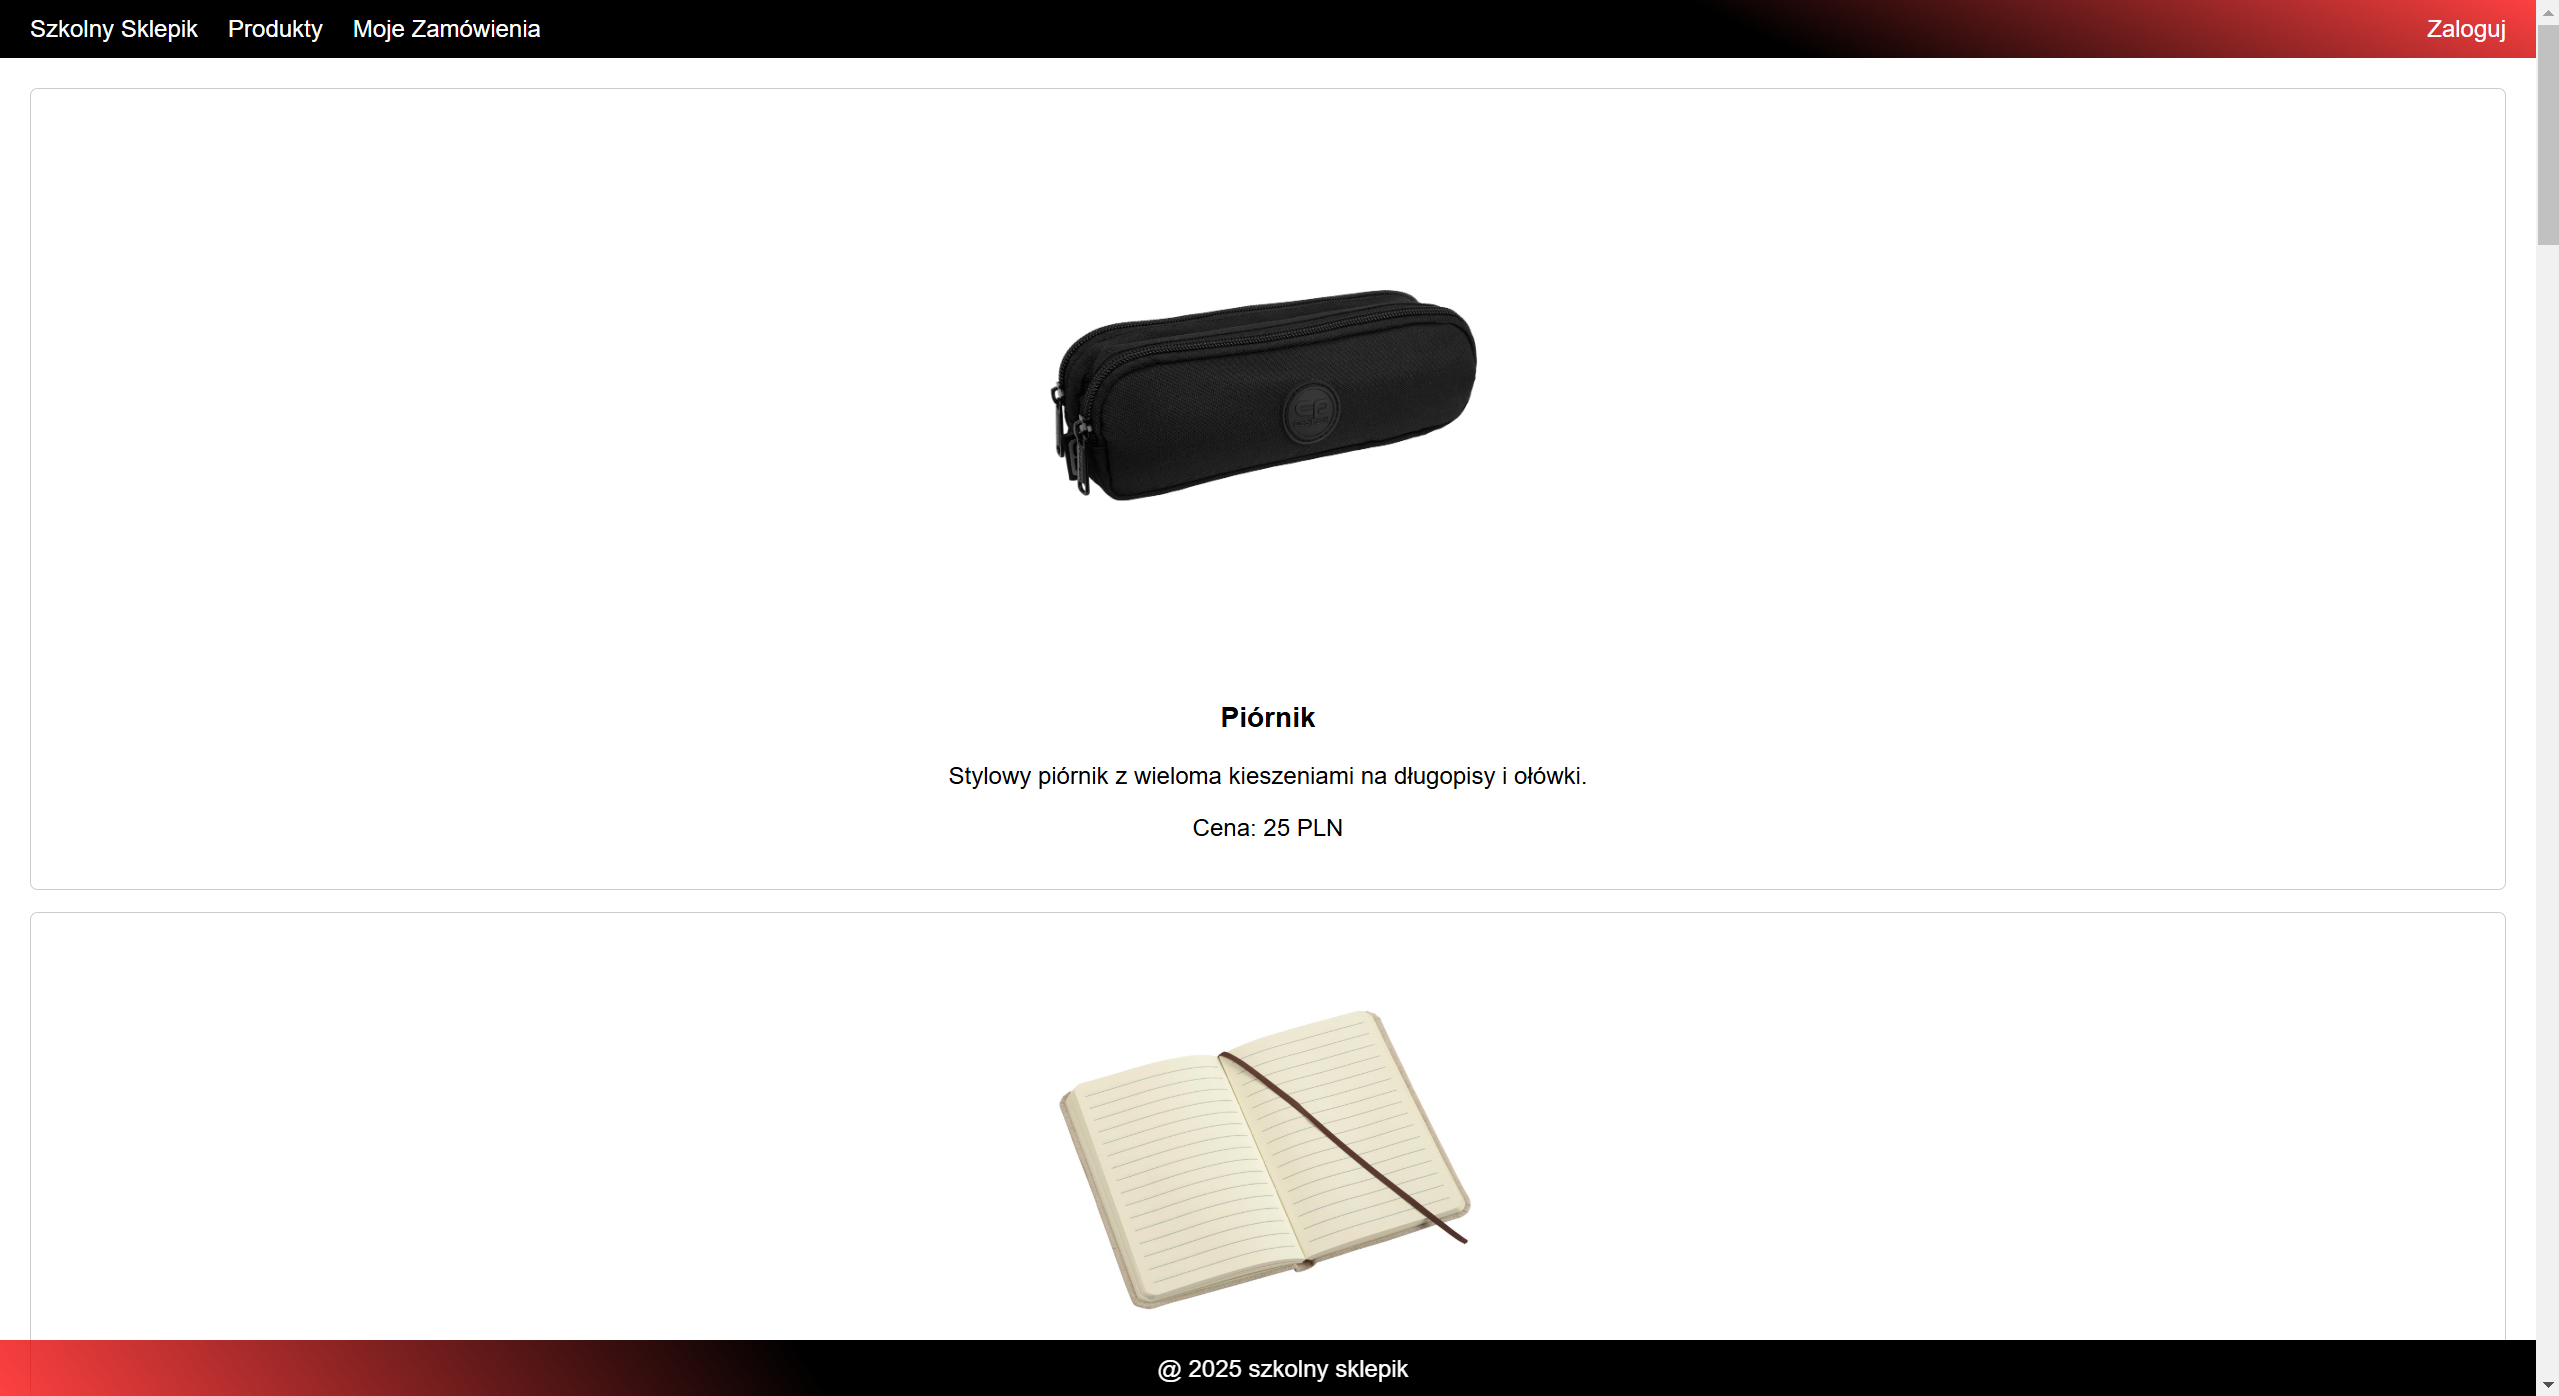 Szkolny Sklepik Produkty Moje Zamówienia Zaloguj
Piórnik
Stylowy piórnik z wieloma kieszeniami na długopisy i ołówki.
Cena: 25 PLN
@ 2025 szkolny sklepik